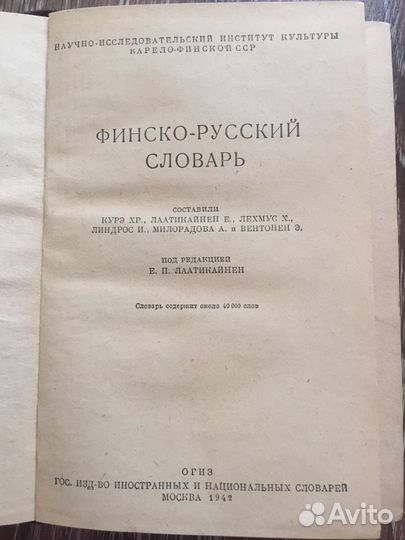 НАУЧНО-ИССЛЕДОВАТЕЛЬСКИЙ ИНСТИТУТ КУЛЬТУРЫ
КАРЕЛО-ФИНСКОЙ ССР
ФИНСКО-РУССКИЙ
СЛОВАРЬ
СОСТАВИЛИ
КУРЭ ХР., ЛААТИКАЙНЕН Е., ЛЕХМУС Х.,
ЛИНДРОС И., МИЛОРАДОВА А. и ВЕНТОНЕН Э.
ПОД РЕДАКЦИЕЙ
Е. П. ЛААТИКАЙНЕН
Словарь содержит около 40 000 слов
ОГИЗ
ГОС. ИЗД-ВО ИНОСТРАННЫХ И НАЦИОНАЛЬНЫХ СЛОВАРЕЙ
МОСКВА 1942
Avito